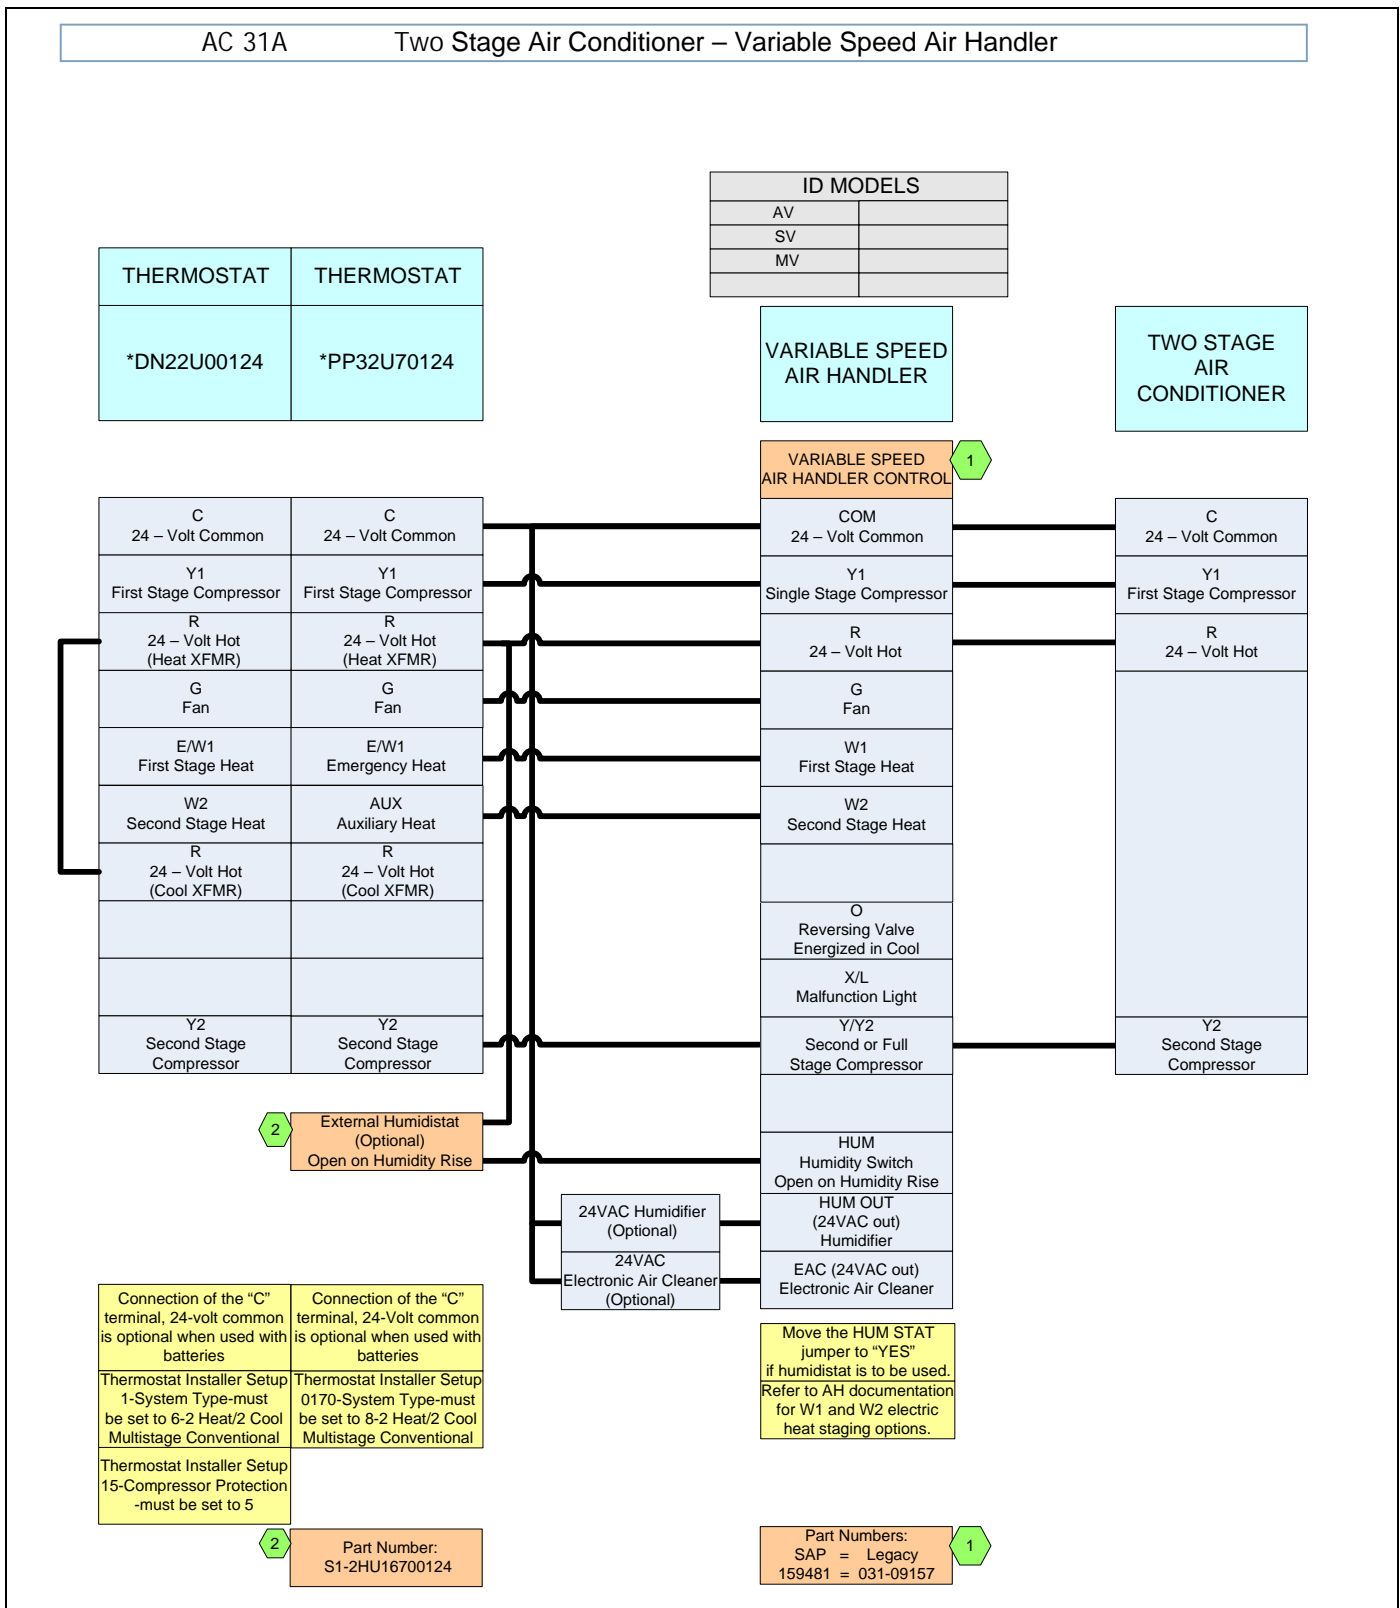 AC 31A Two Stage Air Conditioner – Variable Speed Air Handler
ID MODELS
AV
SV
MV
THERMOSTAT
THERMOSTAT
*DN22U00124
*PP32U70124
VARIABLE SPEED
AIR HANDLER
TWO STAGE
AIR
CONDITIONER
VARIABLE SPEED
AIR HANDLER CONTROL
1
C
24 – Volt Common
C
24 – Volt Common
COM
24 – Volt Common
C
24 – Volt Common
Y1
First Stage Compressor
Y1
First Stage Compressor
Y1
Single Stage Compressor
Y1
First Stage Compressor
R
24 – Volt Hot
(Heat XFMR)
R
24 – Volt Hot
(Heat XFMR)
R
24 – Volt Hot
R
24 – Volt Hot
G
Fan
G
Fan
G
Fan
E/W1
First Stage Heat
E/W1
Emergency Heat
W1
First Stage Heat
W2
Second Stage Heat
AUX
Auxiliary Heat
W2
Second Stage Heat
R
24 – Volt Hot
(Cool XFMR)
R
24 – Volt Hot
(Cool XFMR)
O
Reversing Valve
Energized in Cool
X/L
Malfunction Light
Y2
Second Stage
Compressor
Y2
Second Stage
Compressor
Y/Y2
Second or Full
Stage Compressor
Y2
Second Stage
Compressor
2
External Humidistat
(Optional)
Open on Humidity Rise
HUM
Humidity Switch
Open on Humidity Rise
24VAC Humidifier
(Optional)
HUM OUT
(24VAC out)
Humidifier
24VAC
Electronic Air Cleaner
(Optional)
EAC (24VAC out)
Electronic Air Cleaner
Connection of the “C”
terminal, 24-volt common
is optional when used with
batteries
Connection of the “C”
terminal, 24-Volt common
is optional when used with
batteries
Move the HUM STAT
jumper to “YES”
if humidistat is to be used.
Thermostat Installer Setup
1-System Type-must
be set to 6-2 Heat/2 Cool
Multistage Conventional
Thermostat Installer Setup
0170-System Type-must
be set to 8-2 Heat/2 Cool
Multistage Conventional
Refer to AH documentation
for W1 and W2 electric
heat staging options.
Thermostat Installer Setup
15-Compressor Protection
-must be set to 5
2
Part Number:
S1-2HU16700124
Part Numbers:
SAP = Legacy
159481 = 031-09157
1